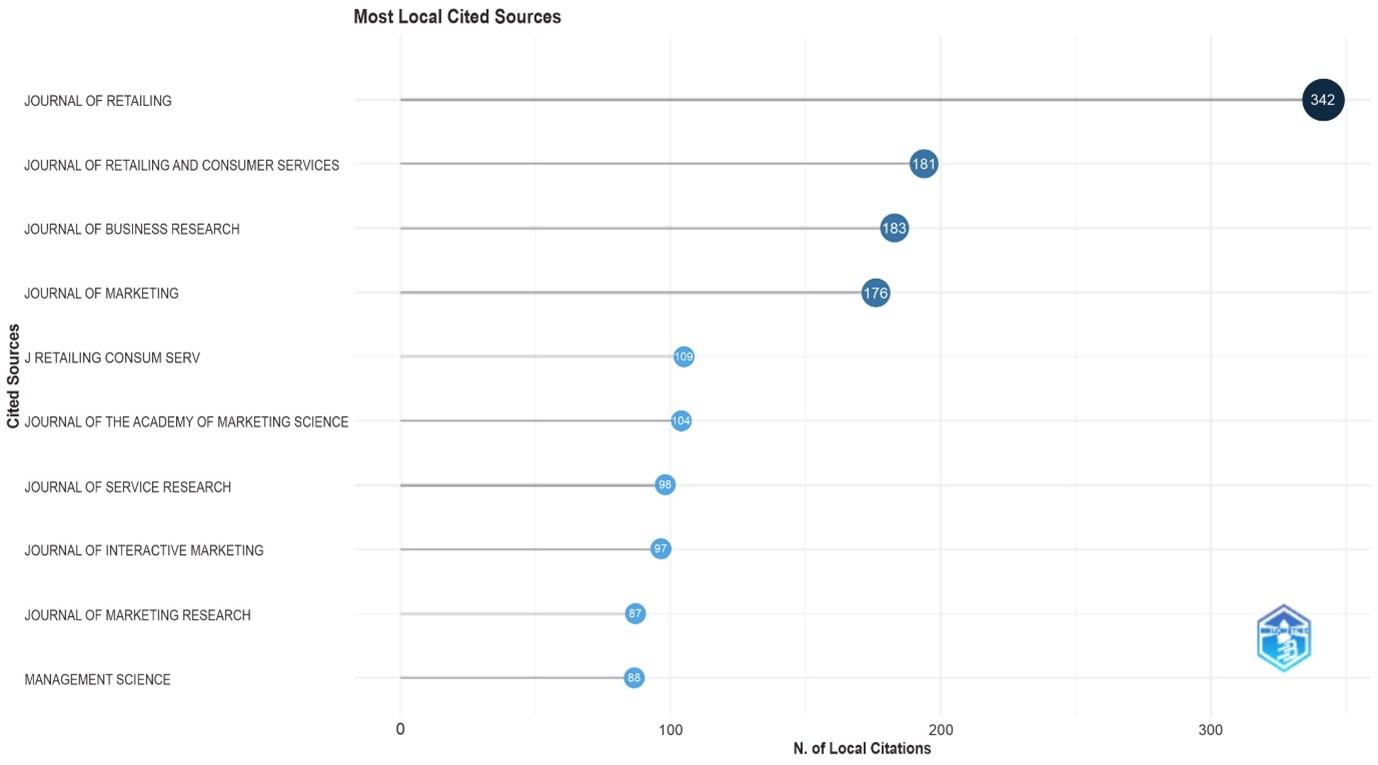 Most Local Cited Sources
JOURNAL OF RETAILING
342
JOURNAL OF RETAILING AND CONSUMER SERVICES
181
JOURNAL OF BUSINESS RESEARCH
183
JOURNAL OF MARKETING
176
J RETAILING CONSUM SERV
109
JOURNAL OF THE ACADEMY OF MARKETING SCIENCE
104
JOURNAL OF SERVICE RESEARCH
98
JOURNAL OF INTERACTIVE MARKETING
97
JOURNAL OF MARKETING RESEARCH
87
MANAGEMENT SCIENCE
88
Cited Sources
0 100 200 300
N. of Local Citations